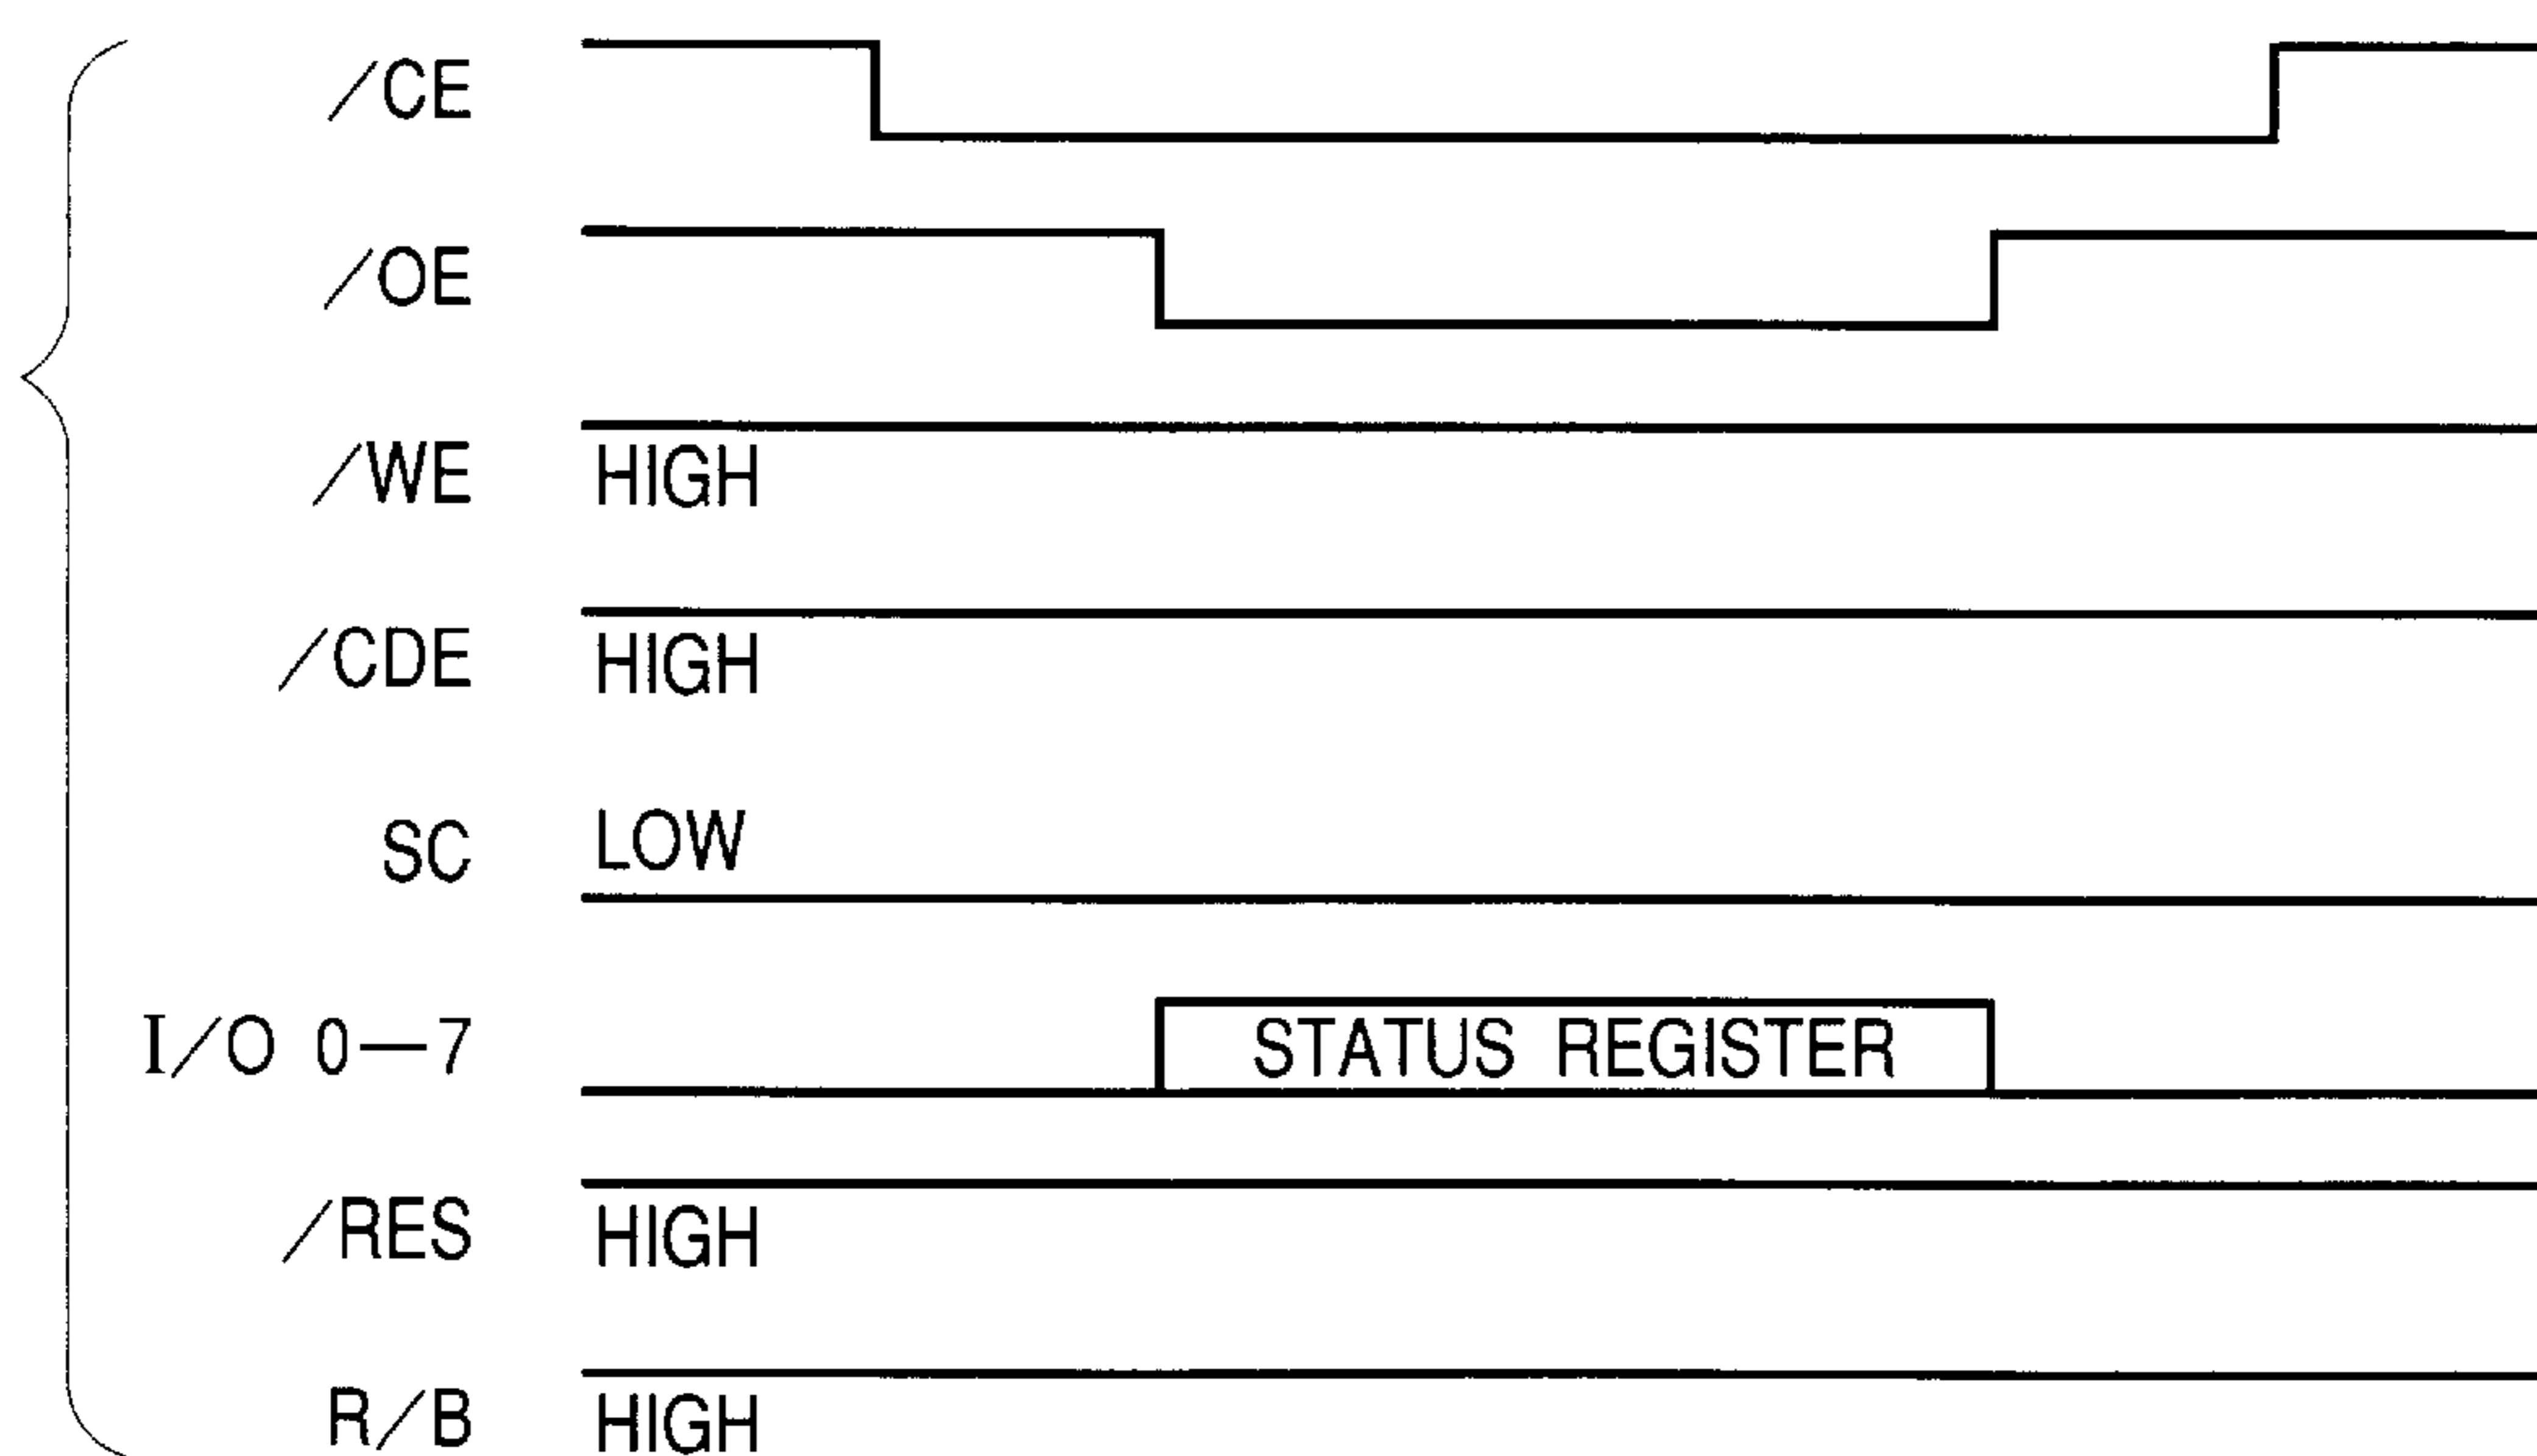 /CE
/OE
/WE HIGH
/CDE HIGH
SC LOW
I/O 0—7 STATUS REGISTER
/RES HIGH
R/B HIGH